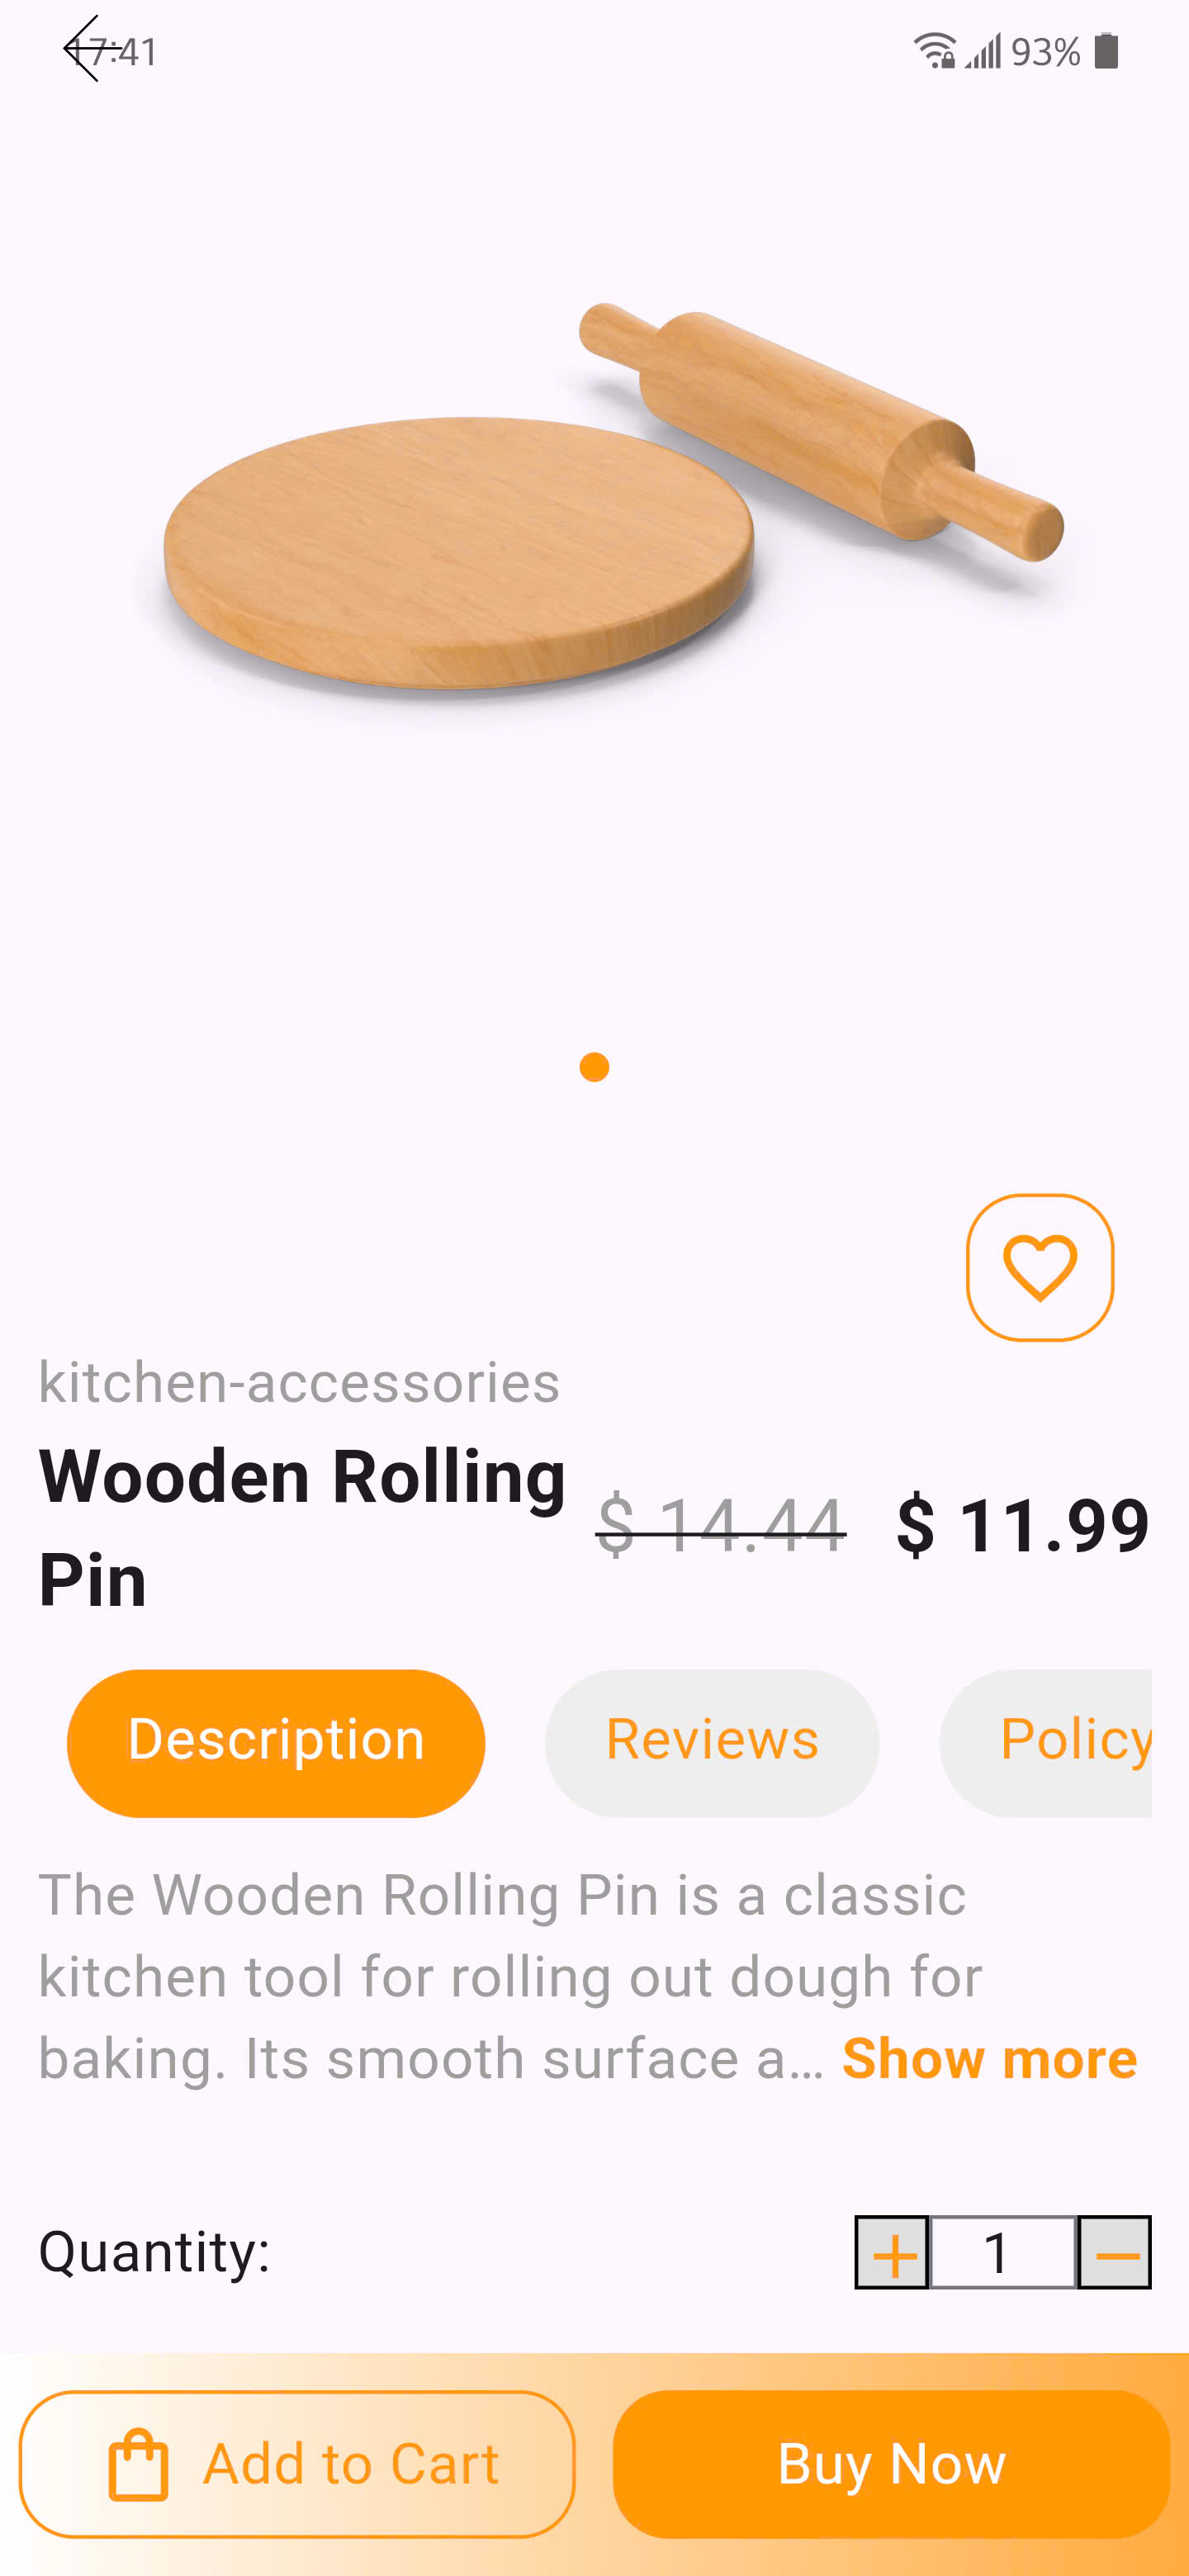 17:41
93%
kitchen-accessories
Wooden Rolling
Pin
$ 14.44 $ 11.99
Description Reviews Policy
The Wooden Rolling Pin is a classic
kitchen tool for rolling out dough for
baking. Its smooth surface a... Show more
Quantity: + 1 −
Add to Cart Buy Now